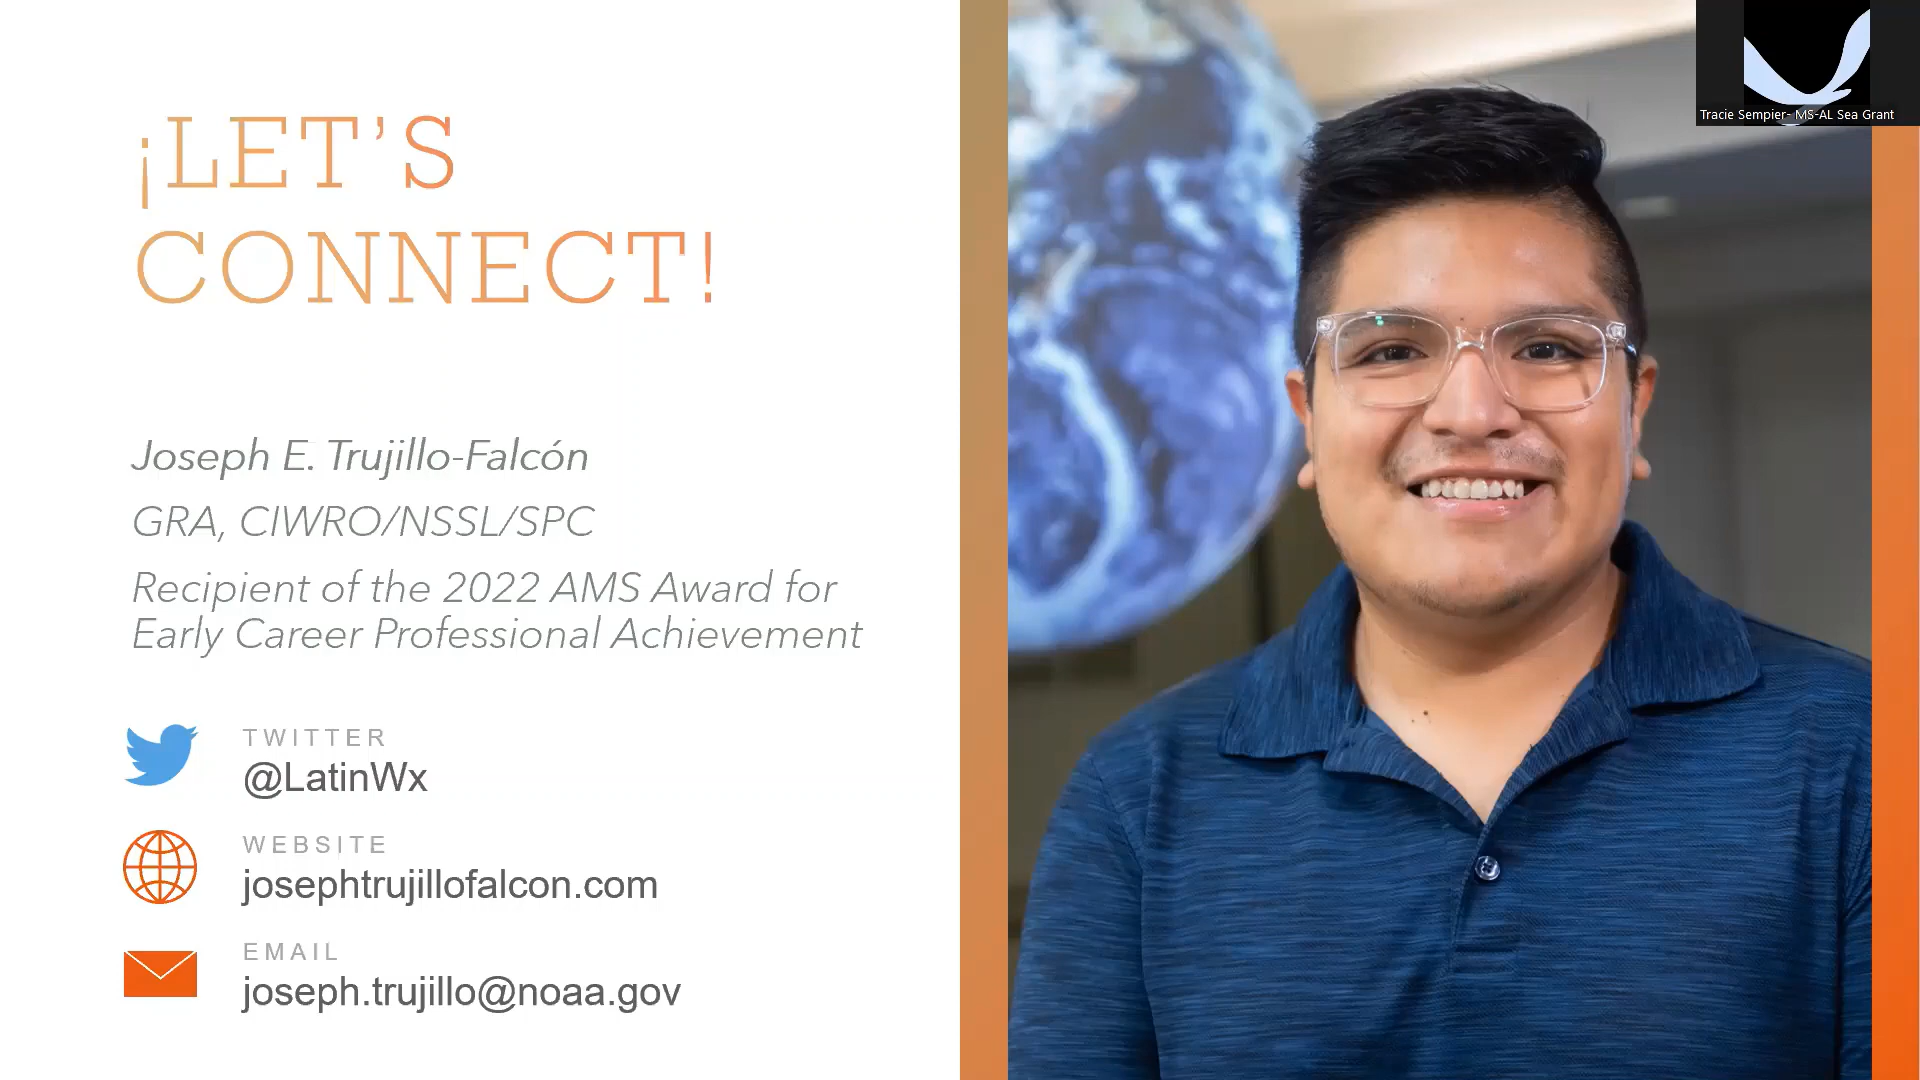 ¡LET’S
CONNECT!
Joseph E. Trujillo-Falcón
GRA, CIWRO/NSSL/SPC
Recipient of the 2022 AMS Award for
Early Career Professional Achievement
TWITTER
@LatinWx
WEBSITE
josephtrujillofalcon.com
EMAIL
joseph.trujillo@noaa.gov
Tracie Sempier- MS-AL Sea Grant